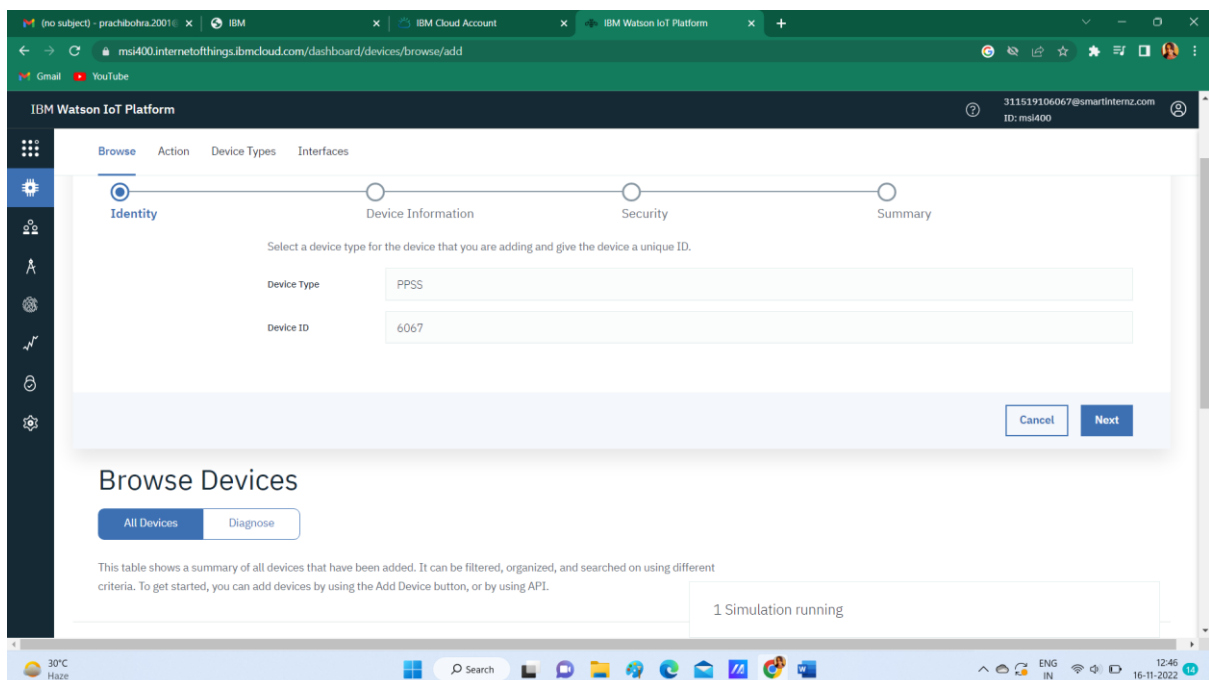 (no subject) - prachibohra.2001@ IBM IBM Cloud Account IBM Watson IoT Platform
msi400.internetofthings.ibmcloud.com/dashboard/devices/browse/add
Gmail YouTube
IBM Watson IoT Platform
311519106067@smartinternz.com
ID: msi400
Browse Action Device Types Interfaces
Identity Device Information Security Summary
Select a device type for the device that you are adding and give the device a unique ID.
Device Type PPSS
Device ID 6067
Cancel Next
Browse Devices
All Devices Diagnose
This table shows a summary of all devices that have been added. It can be filtered, organized, and searched on using different
criteria. To get started, you can add devices by using the Add Device button, or by using API.
1 Simulation running
30°C
Haze
Search
ENG
IN
12:46
16-11-2022
14